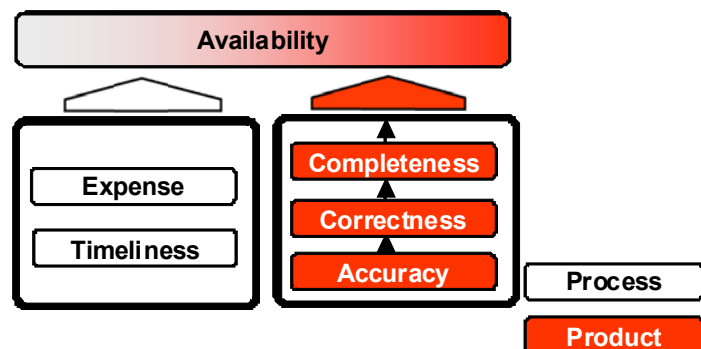 Availability
Expense
Timeliness
Completeness
Correctness
Accuracy
Process
Product